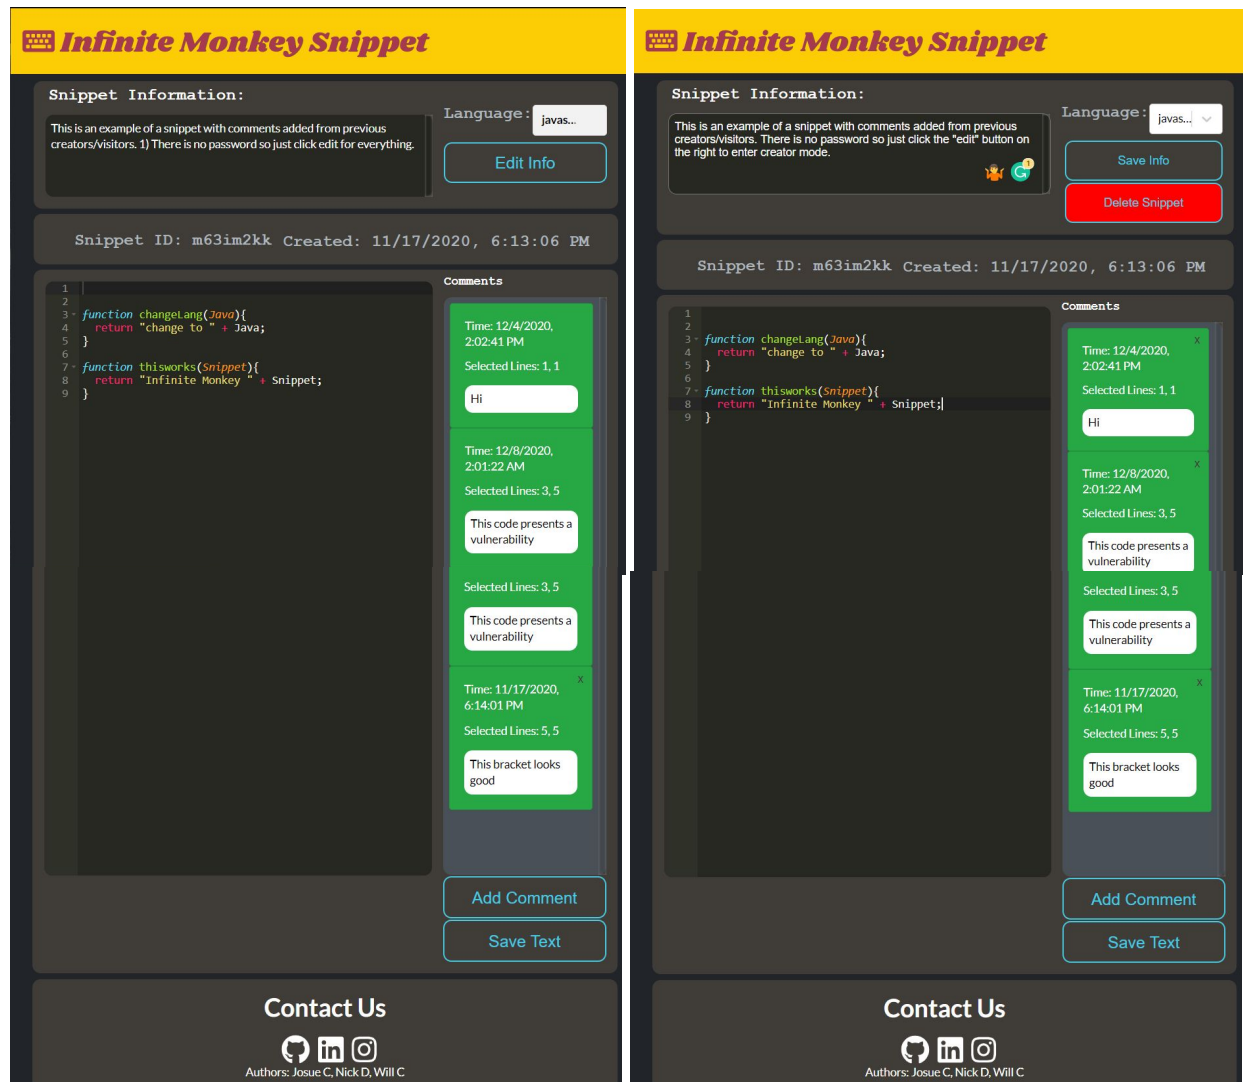 Infinite Monkey Snippet
Snippet Information:
This is an example of a snippet with comments added from previous
creators/visitors. 1) There is no password so just click edit for everything.
Language:
javas...
Edit Info
Snippet ID: m63im2kk Created: 11/17/2020, 6:13:06 PM
1
2
3 function changeLang(Java){
4 return "change to " + Java;
5 }
6
7 function thisworks(Snippet){
8 return "Infinite Monkey " + Snippet;
9 }
Comments
Time: 12/4/2020,
2:02:41 PM
Selected Lines: 1, 1
Hi
Time: 12/8/2020,
2:01:22 AM
Selected Lines: 3, 5
This code presents a
vulnerability
Selected Lines: 3, 5
This code presents a
vulnerability
x
Time: 11/17/2020,
6:14:01 PM
Selected Lines: 5, 5
This bracket looks
good
Add Comment
Save Text
Contact Us
in
Authors: Josue C, Nick D, Will C
Infinite Monkey Snippet
Snippet Information:
This is an example of a snippet with comments added from previous
creators/visitors. There is no password so just click the "edit" button on
the right to enter creator mode.
1
Language:
javas...
Save Info
Delete Snippet
Snippet ID: m63im2kk Created: 11/17/2020, 6:13:06 PM
1
2
3 function changeLang(Java){
4 return "change to " + Java;
5 }
6
7 function thisworks(Snippet){
8 return "Infinite Monkey " + Snippet;
9 }
Comments
x
Time: 12/4/2020,
2:02:41 PM
Selected Lines: 1, 1
Hi
x
Time: 12/8/2020,
2:01:22 AM
Selected Lines: 3, 5
This code presents a
vulnerability
Selected Lines: 3, 5
This code presents a
vulnerability
x
Time: 11/17/2020,
6:14:01 PM
Selected Lines: 5, 5
This bracket looks
good
Add Comment
Save Text
Contact Us
in
Authors: Josue C, Nick D, Will C